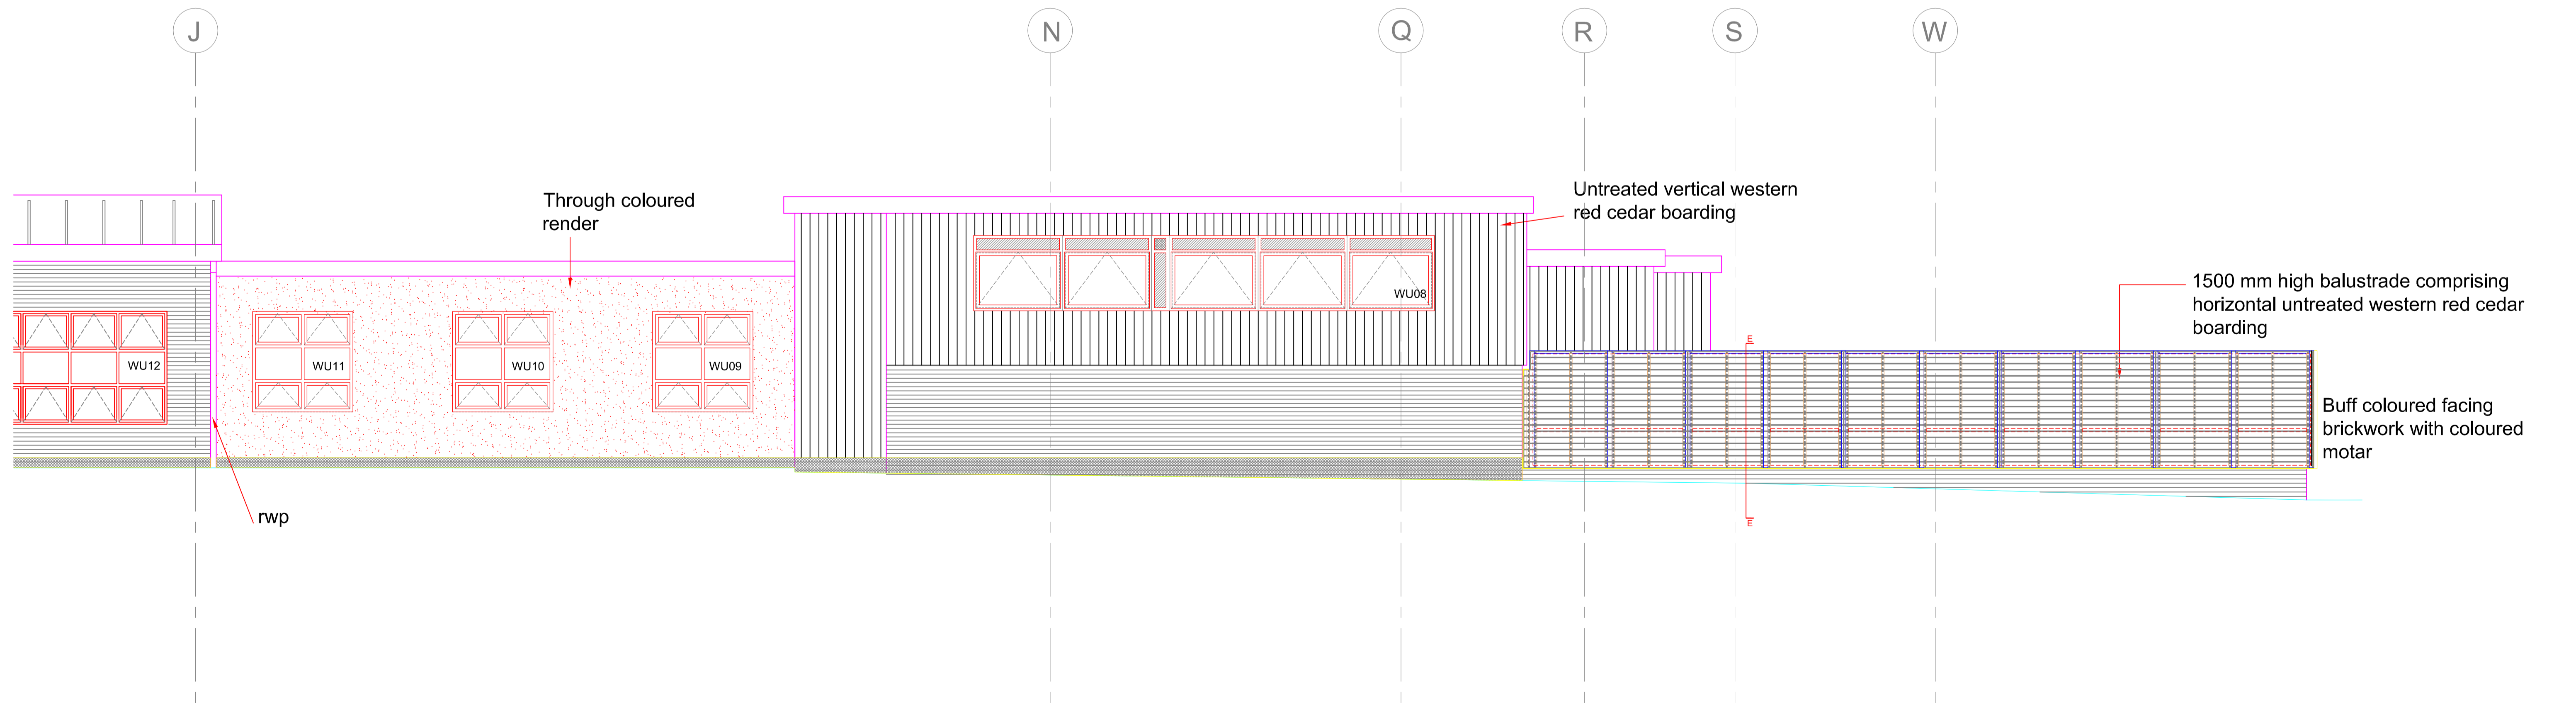 J
N
Q
R
S
W
Through coloured
render
Untreated vertical western
red cedar boarding
1500 mm high balustrade comprising
horizontal untreated western red cedar
boarding
WU08
E
WU12
WU11
WU10
WU09
Buff coloured facing
brickwork with coloured
motar
rwp
E